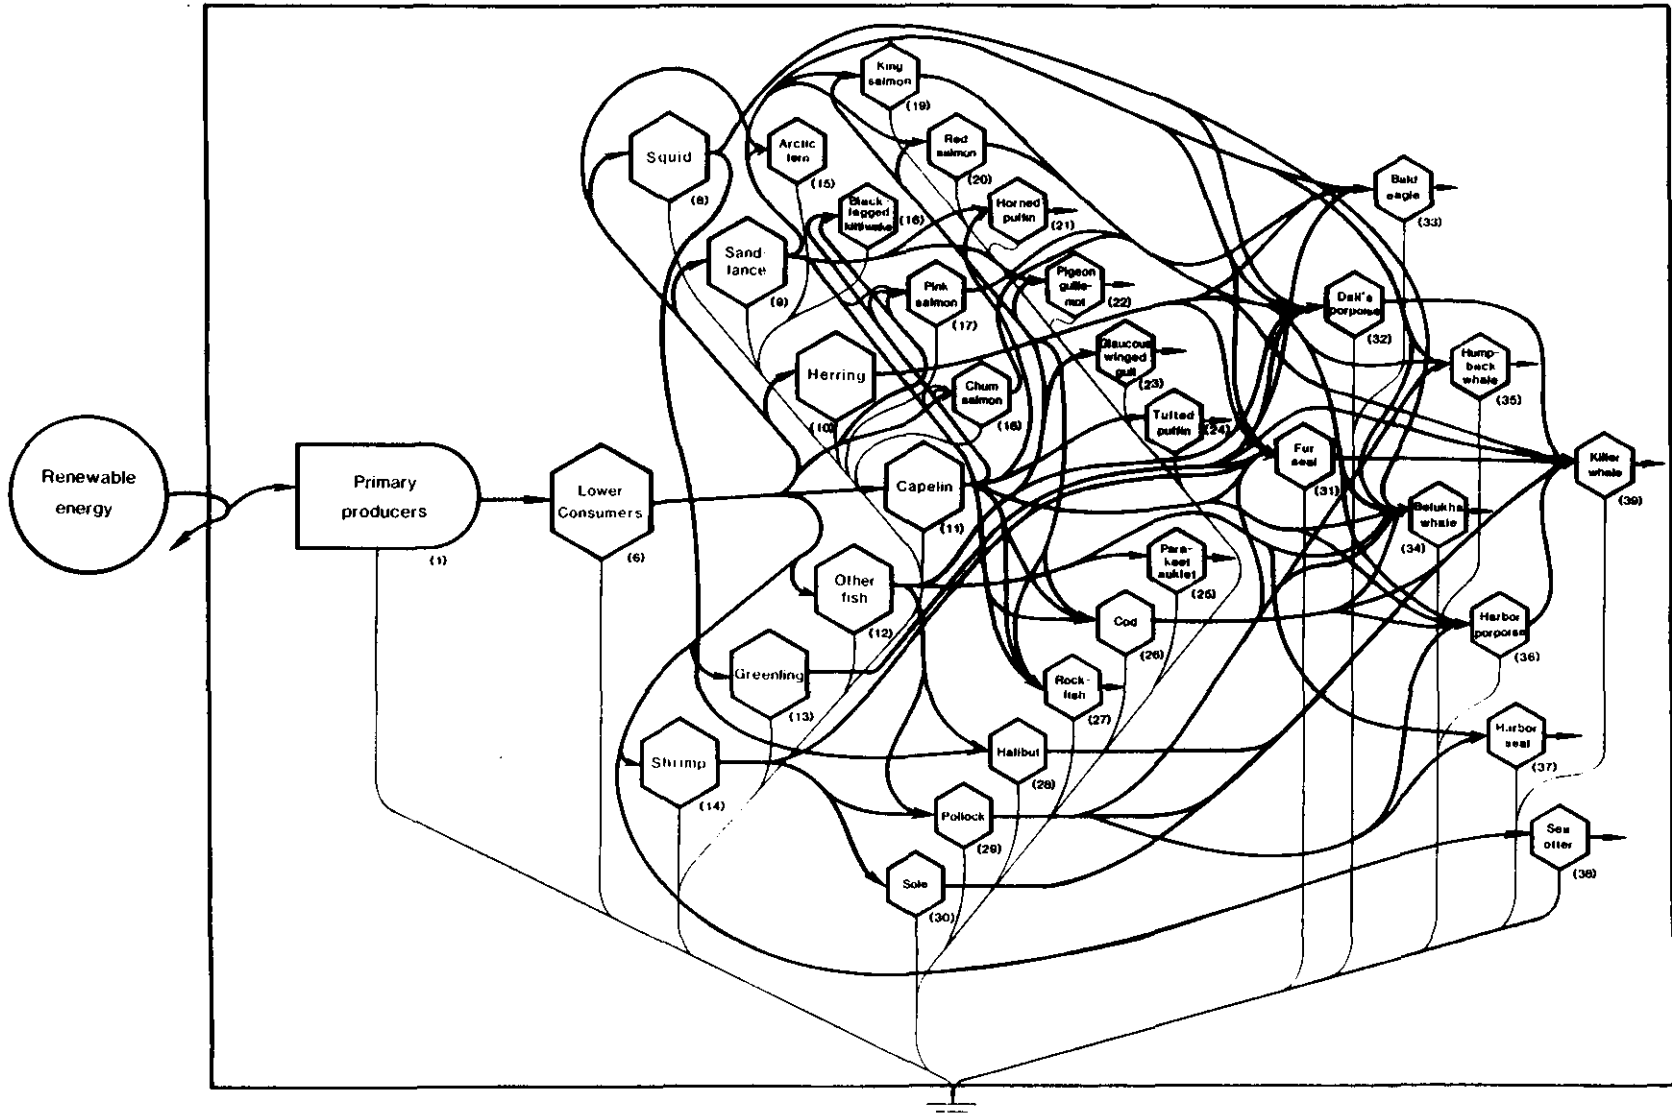 Renewable
energy
Primary
producers
(1)
Lower
Consumers
(6)
Squid
(8)
Sand
lance
(9)
Herring
(10)
Capelin
(11)
Other
fish
(12)
Greenling
(13)
Shrimp
(14)
Arctic
tern
(15)
Black-
legged
kittiwake
(16)
Pink
salmon
(17)
Chum
salmon
(18)
King
salmon
(19)
Red
salmon
(20)
Horned
puffin
(21)
Pigeon
guille-
mot
(22)
Glaucous
winged
gull
(23)
Tufted
puffin
(24)
Para-
keet
auklet
(25)
Cod
(26)
Rock-
fish
(27)
Halibut
(28)
Pollock
(29)
Sole
(30)
Fur
seal
(31)
Dall's
porpoise
(32)
Bald
eagle
(33)
Belukha
whale
(34)
Hump-
back
whale
(35)
Harbor
porpoise
(36)
Harbor
seal
(37)
Sea
otter
(38)
Killer
whale
(39)